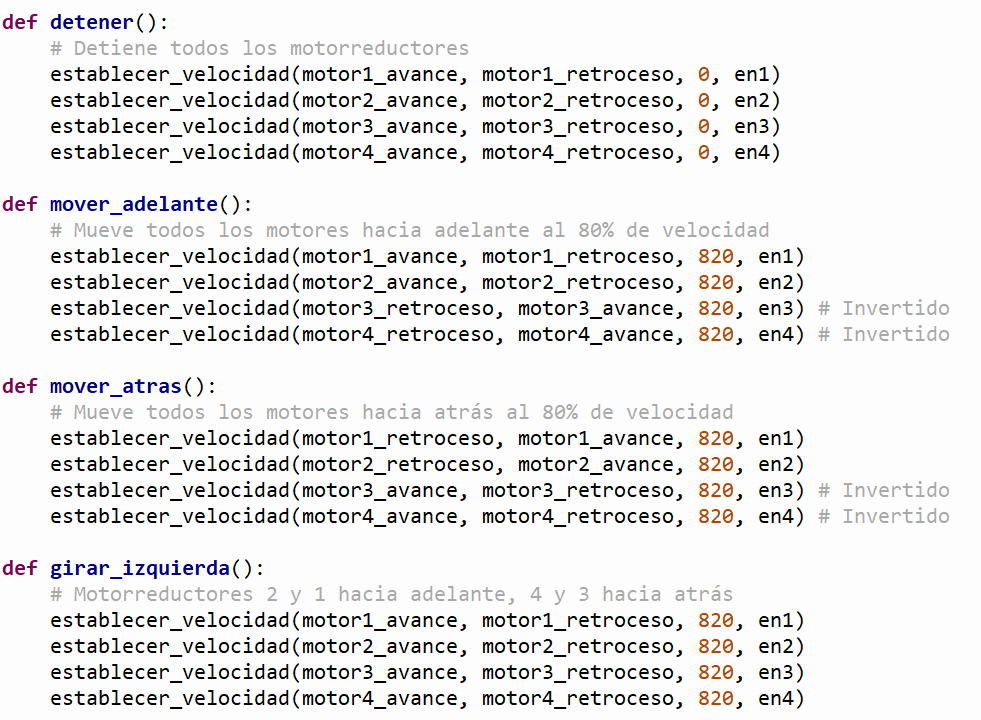 def detener():
    # Detiene todos los motorreductores
    establecer_velocidad(motor1_avance, motor1_retroceso, 0, en1)
    establecer_velocidad(motor2_avance, motor2_retroceso, 0, en2)
    establecer_velocidad(motor3_avance, motor3_retroceso, 0, en3)
    establecer_velocidad(motor4_avance, motor4_retroceso, 0, en4)

def mover_adelante():
    # Mueve todos los motores hacia adelante al 80% de velocidad
    establecer_velocidad(motor1_avance, motor1_retroceso, 820, en1)
    establecer_velocidad(motor2_avance, motor2_retroceso, 820, en2)
    establecer_velocidad(motor3_retroceso, motor3_avance, 820, en3) # Invertido
    establecer_velocidad(motor4_retroceso, motor4_avance, 820, en4) # Invertido

def mover_atras():
    # Mueve todos los motores hacia atrás al 80% de velocidad
    establecer_velocidad(motor1_retroceso, motor1_avance, 820, en1)
    establecer_velocidad(motor2_retroceso, motor2_avance, 820, en2)
    establecer_velocidad(motor3_avance, motor3_retroceso, 820, en3) # Invertido
    establecer_velocidad(motor4_avance, motor4_retroceso, 820, en4) # Invertido

def girar_izquierda():
    # Motorreductores 2 y 1 hacia adelante, 4 y 3 hacia atrás
    establecer_velocidad(motor1_avance, motor1_retroceso, 820, en1)
    establecer_velocidad(motor2_avance, motor2_retroceso, 820, en2)
    establecer_velocidad(motor3_avance, motor3_retroceso, 820, en3)
    establecer_velocidad(motor4_avance, motor4_retroceso, 820, en4)